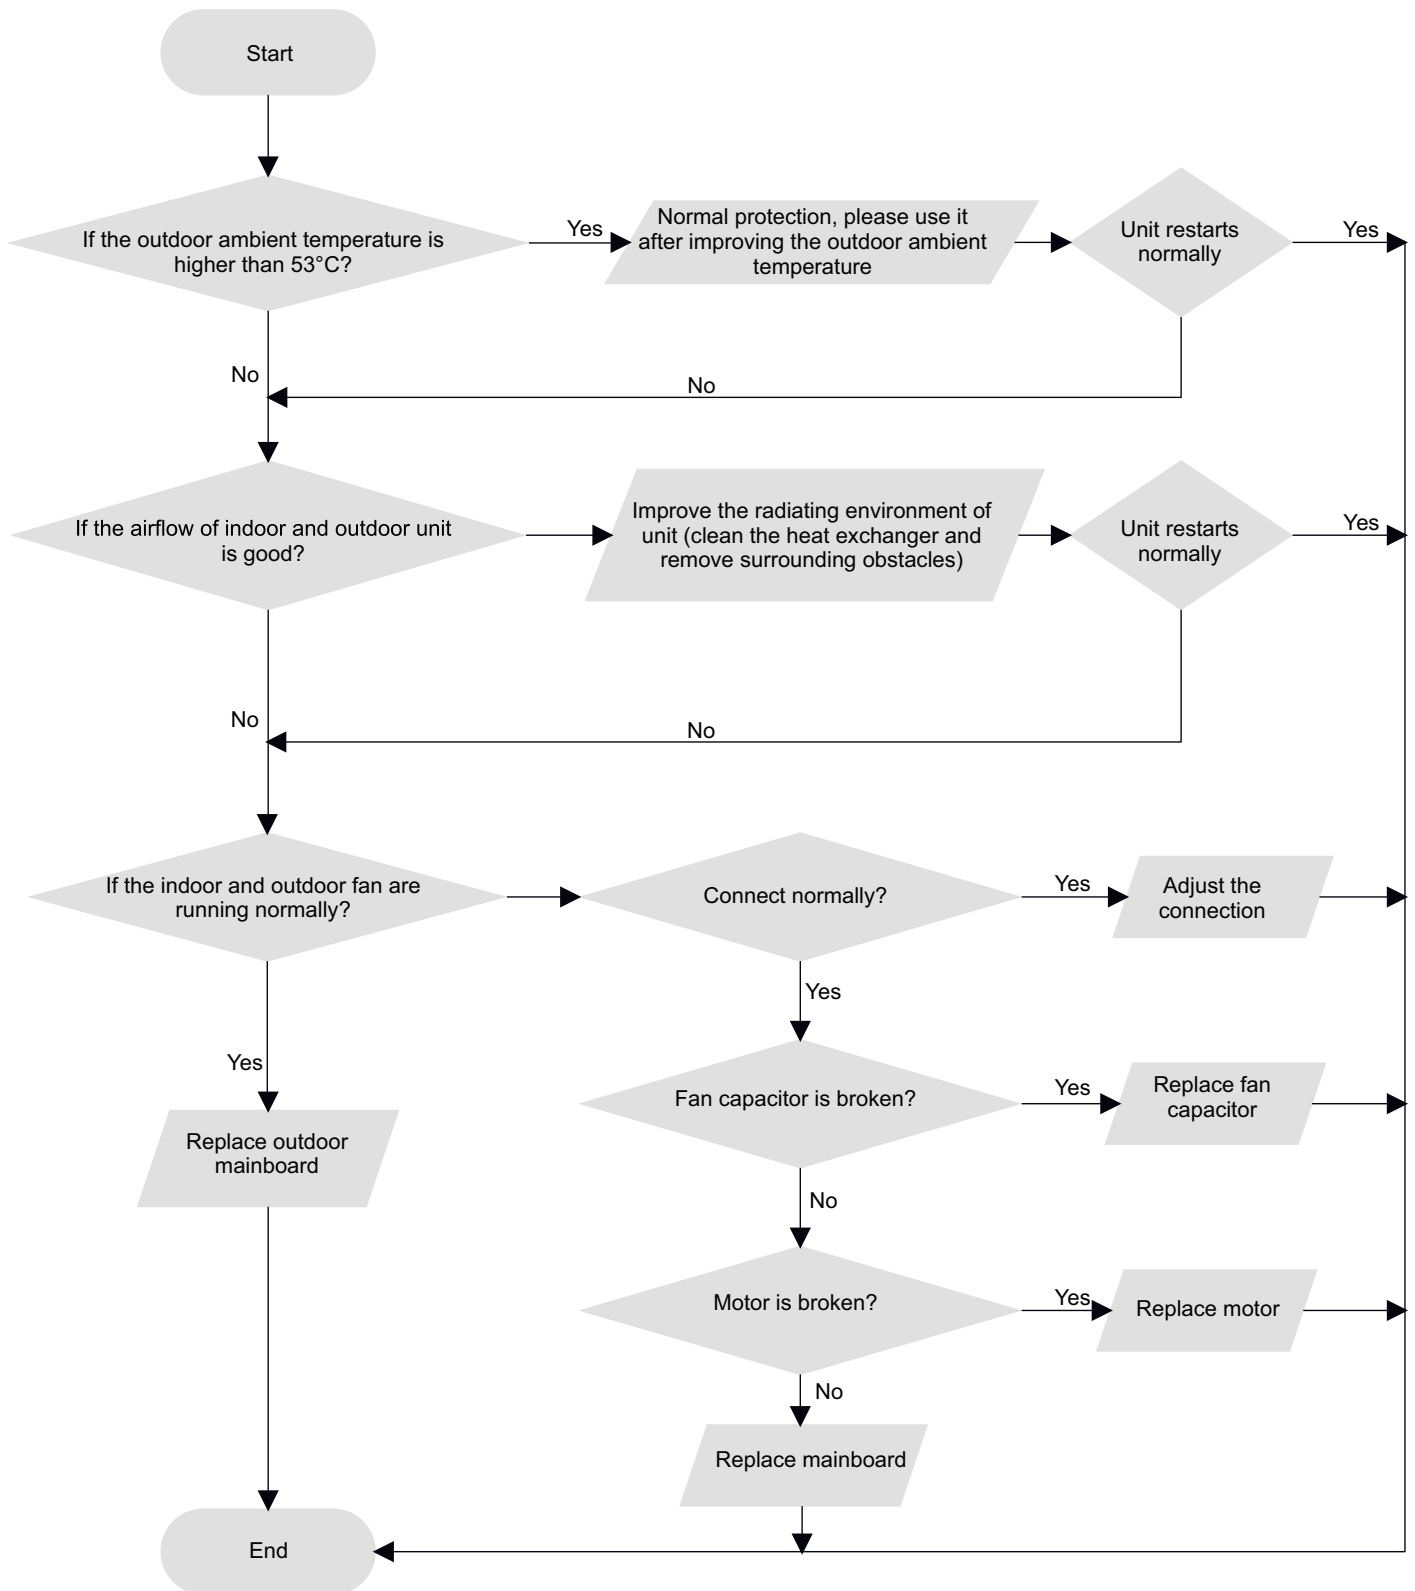 Start
If the outdoor ambient temperature is
higher than 53°C?
Yes
Normal protection, please use it
after improving the outdoor ambient
temperature
Unit restarts
normally
Yes
No
No
If the airflow of indoor and outdoor unit
is good?
Improve the radiating environment of
unit (clean the heat exchanger and
remove surrounding obstacles)
Unit restarts
normally
Yes
No
No
If the indoor and outdoor fan are
running normally?
Connect normally?
Yes
Adjust the
connection
Yes
Yes
Fan capacitor is broken?
Yes
Replace fan
capacitor
Replace outdoor
mainboard
No
Motor is broken?
Yes
Replace motor
No
Replace mainboard
End